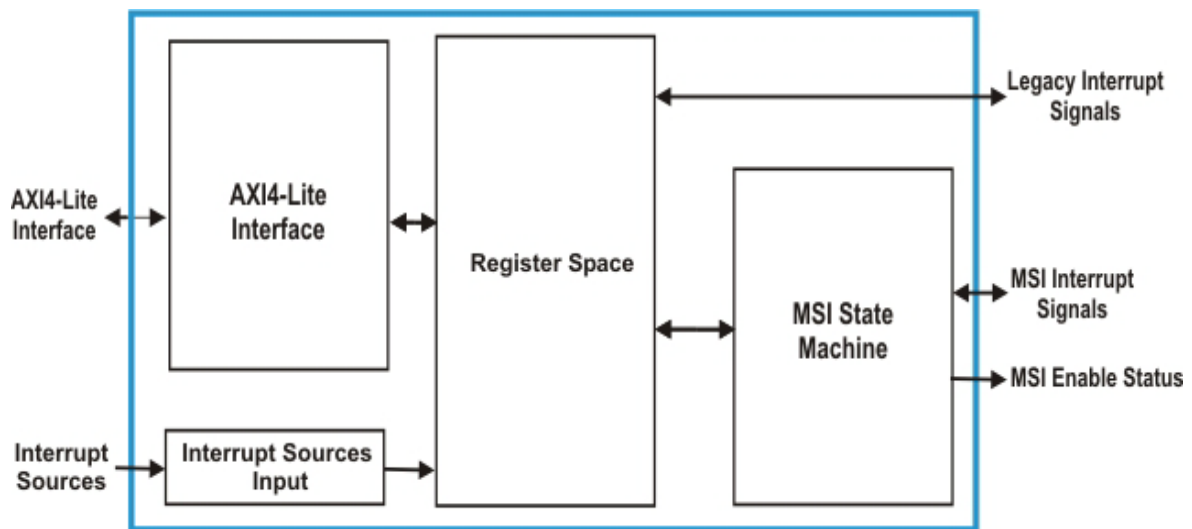 Legacy Interrupt
Signals
AXI4-Lite
Interface
AXI4-Lite
Interface
Register Space
MSI Interrupt
Signals
MSI State
Machine
MSI Enable Status
Interrupt
Sources
Interrupt Sources
Input